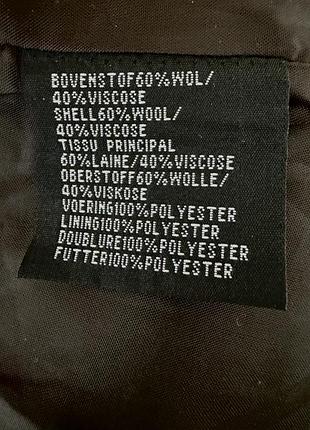 BOVENSTOF60%WOL/
40%VISCOSE
SHELL60%WOOL/
40%VISCOSE
TISSU PRINCIPAL
60%LAINE/40%VISCOSE
OBERSTOFF60%WOLLE/
40%VISKOSE
VOERING100%POLYESTER
LINING100%POLYESTER
DOUBLURE100%POLYESTER
FUTTER100%POLYESTER